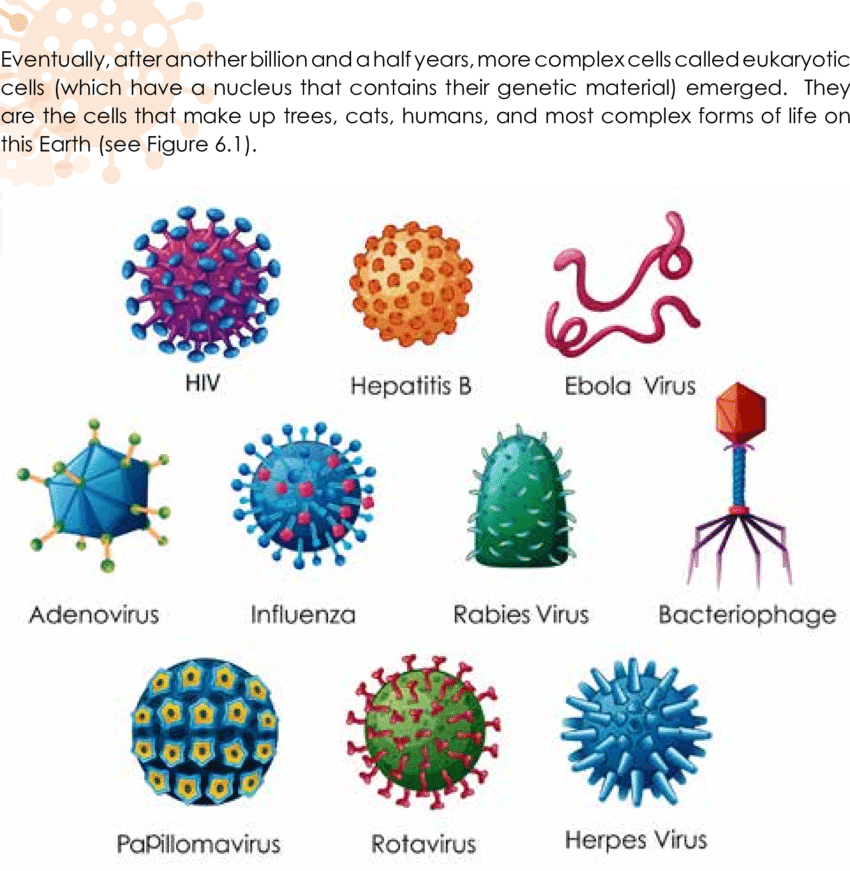 Eventually, after another billion and a half years, more complex cells called eukaryotic
cells (which have a nucleus that contains their genetic material) emerged. They
are the cells that make up trees, cats, humans, and most complex forms of life on
this Earth (see Figure 6.1).
HIV
Hepatitis B
Ebola Virus
Adenovirus
Influenza
Rabies Virus
Bacteriophage
PaPillomavirus
Rotavirus
Herpes Virus